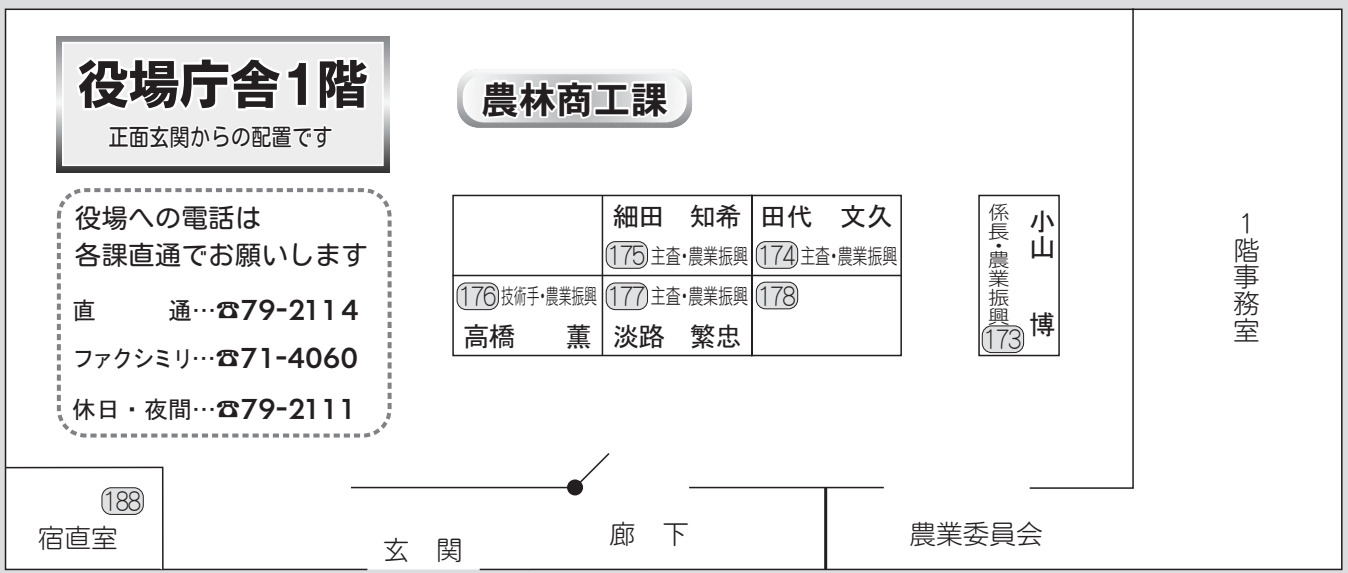 役場庁舎1階
正面玄関からの配置です
農林商工課
役場への電話は
各課直通でお願いします
直　　通…☎79-2114
ファクシミリ…☎71-4060
休日・夜間…☎79-2111
細田　知希
175 主査・農業振興
田代　文久
174 主査・農業振興
176 技術手・農業振興
高橋　薫
177 主査・農業振興
淡路　繁忠
178
小山　博
係長・農業振興 173
1階事務室
188
宿直室
玄　関
廊　下
農業委員会